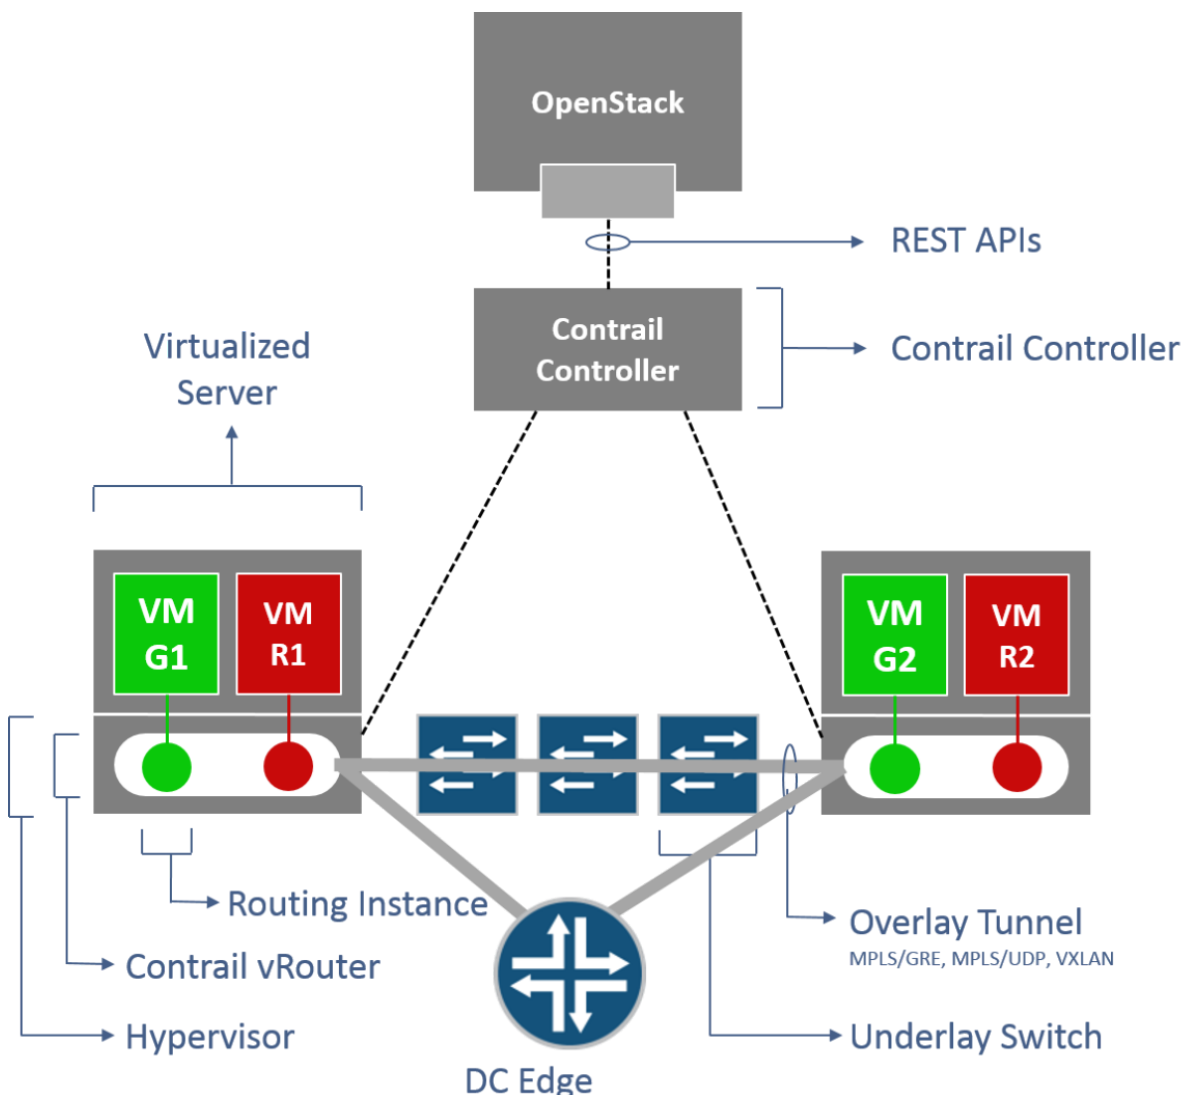 OpenStack
REST APIs
Contrail
Controller
Contrail Controller
Virtualized
Server
VM
G1
VM
R1
VM
G2
VM
R2
Routing Instance
Contrail vRouter
Hypervisor
Overlay Tunnel
MPLS/GRE, MPLS/UDP, VXLAN
Underlay Switch
DC Edge